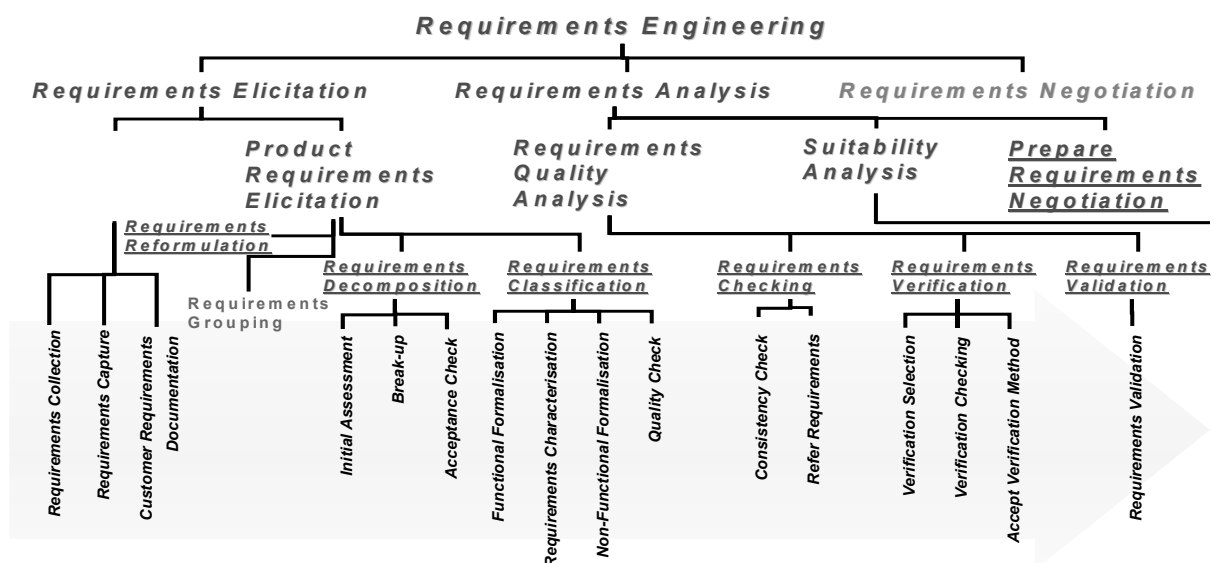 Requirements Engineering
Requirements Elicitation
Requirements Analysis
Requirements Negotiation
Product
Requirements
Elicitation
Requirements
Quality
Analysis
Suitability
Analysis
Prepare
Requirements
Negotiation
Requirements
Reformulation
Requirements
Grouping
Requirements
Decomposition
Requirements
Classification
Requirements
Checking
Requirements
Verification
Requirements
Validation
Requirements Collection
Requirements Capture
Customer Requirements
Documentation
Initial Assessment
Break-up
Acceptance Check
Functional Formalisation
Requirements Characterisation
Non-Functional Formalisation
Quality Check
Consistency Check
Refer Requirements
Verification Selection
Verification Checking
Accept Verification Method
Requirements Validation